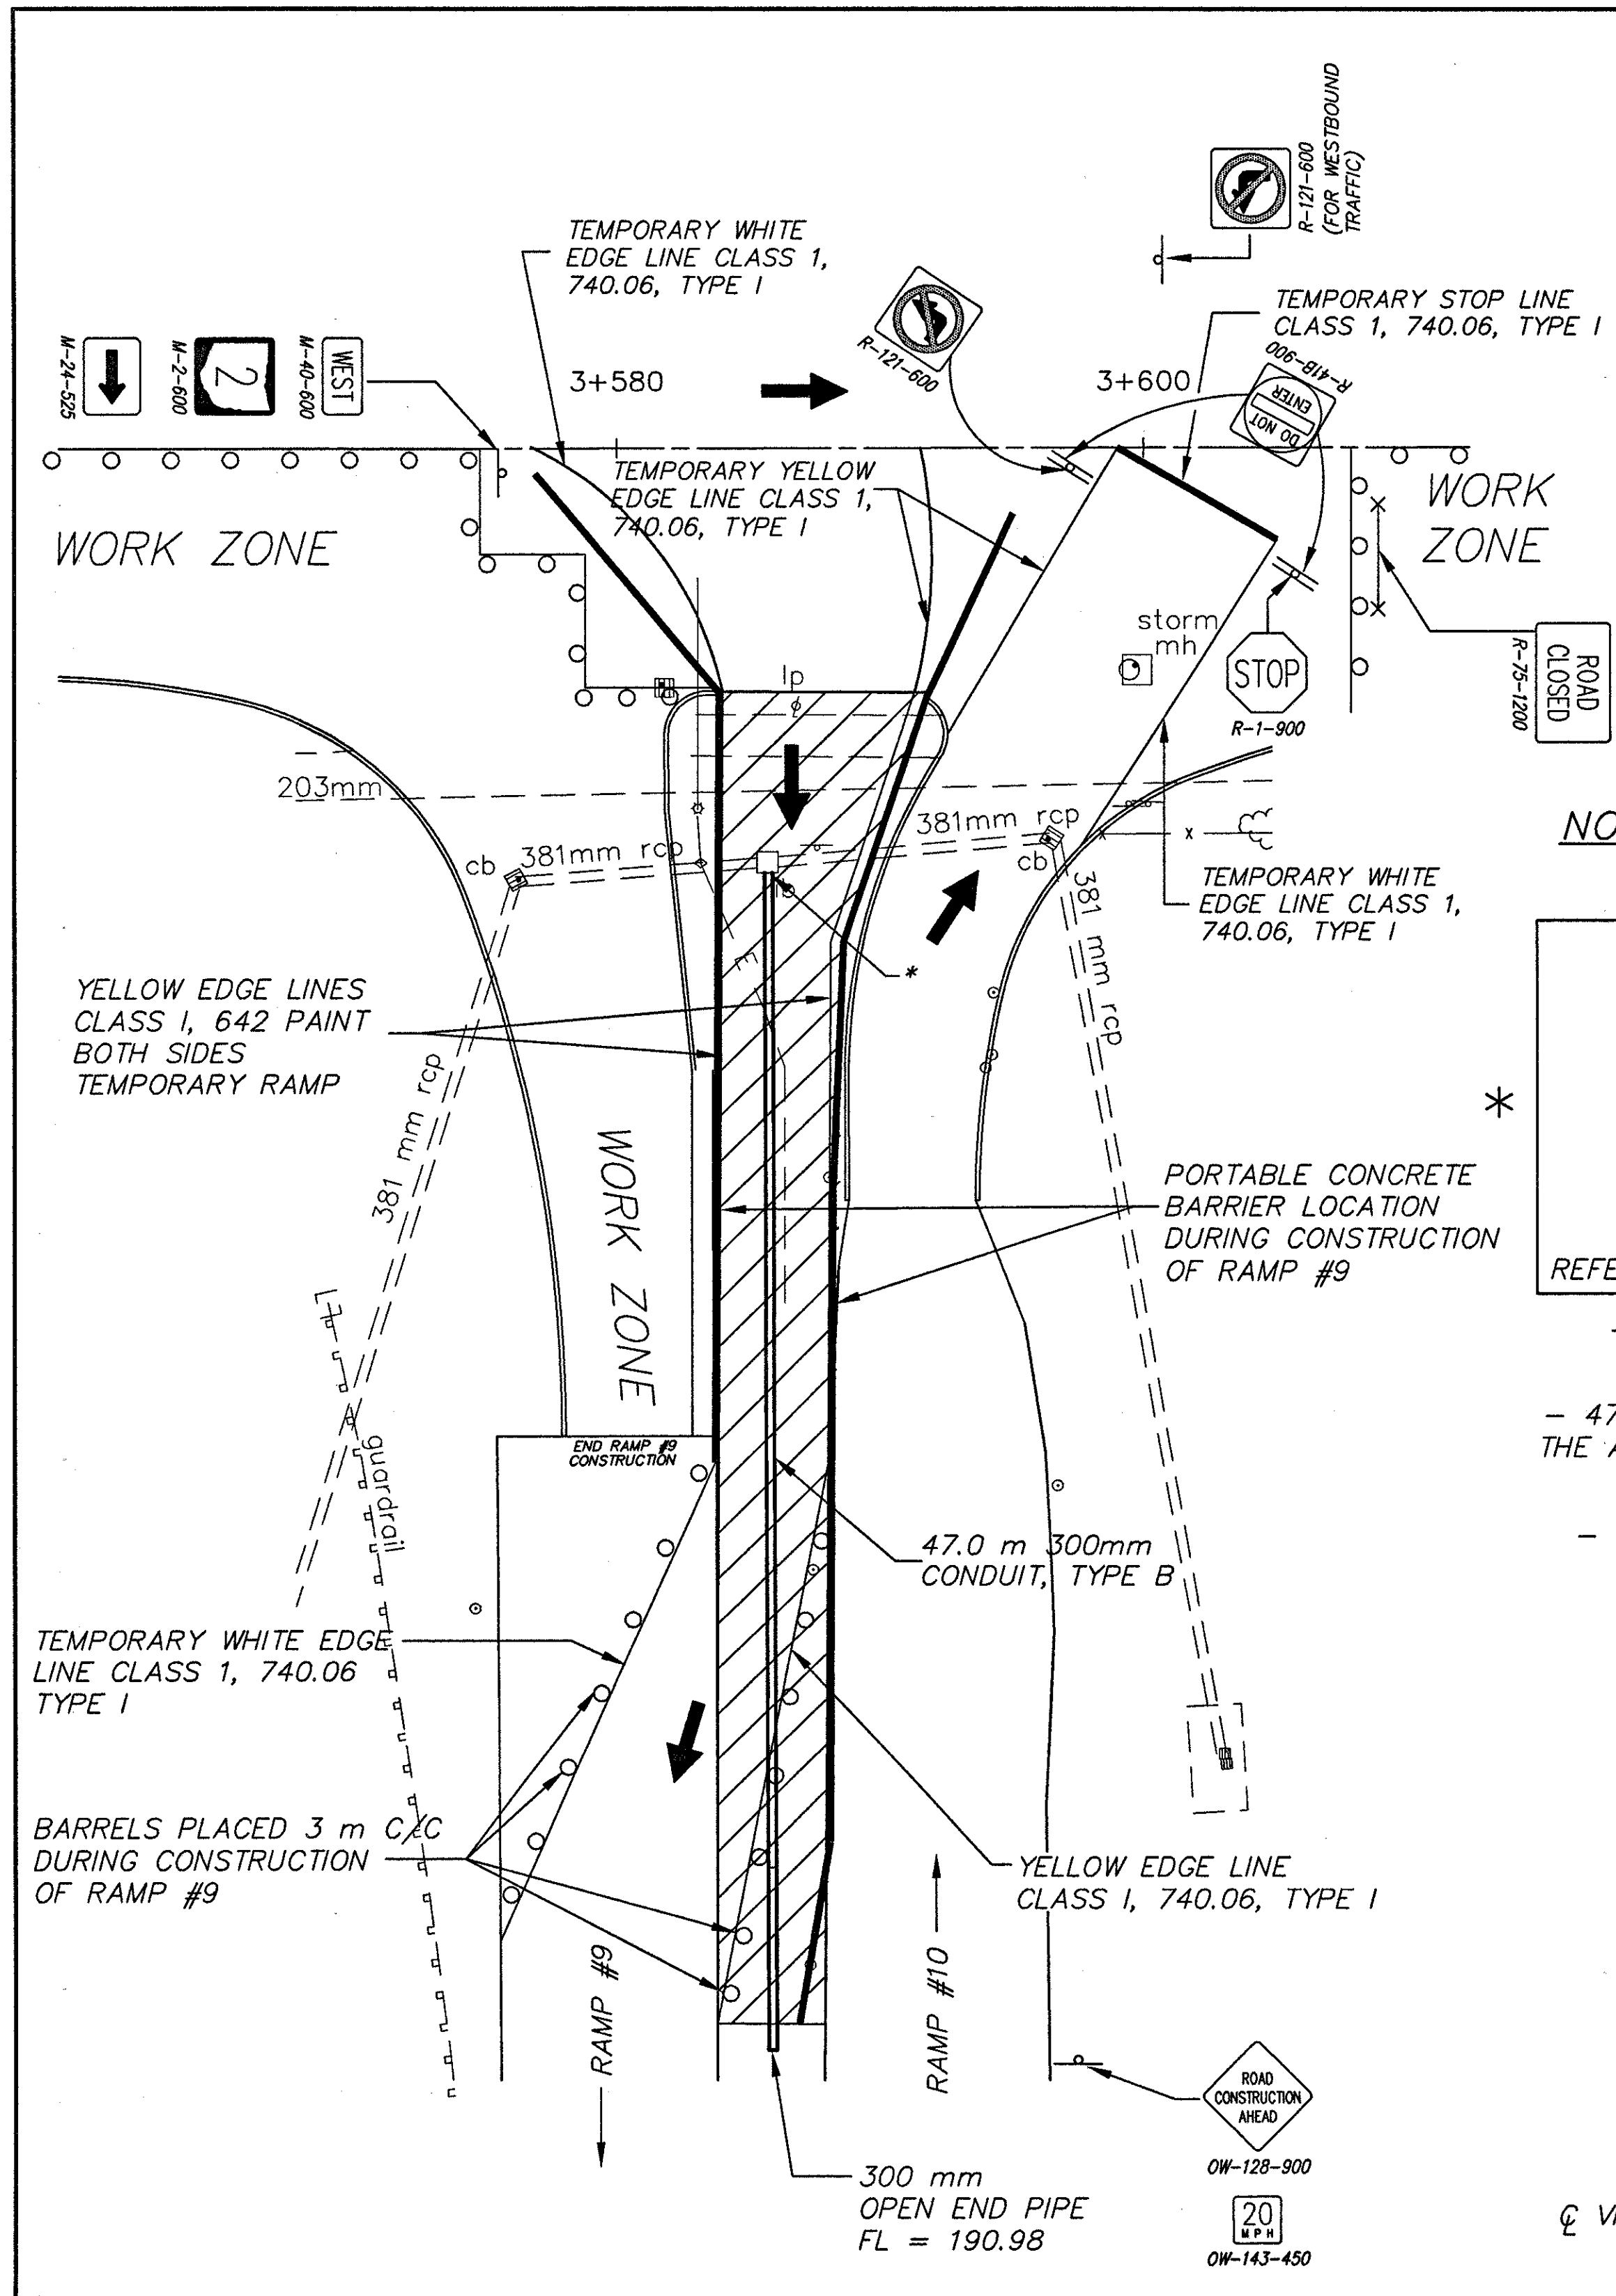 R-121-600
(FOR WESTBOUND
TRAFFIC)
TEMPORARY WHITE
EDGE LINE CLASS 1,
740.06, TYPE I
R-121-600
TEMPORARY STOP LINE
CLASS 1, 740.06, TYPE I
R-41B-900
DO NOT
ENTER
M-24-525
2
M-2-600
WEST
M-40-600
3+580
3+600
TEMPORARY YELLOW
EDGE LINE CLASS 1,
740.06, TYPE I
WORK ZONE
WORK
ZONE
storm
mh
STOP
R-1-900
ROAD
CLOSED
R-75-1200
lp
203mm
cb
381mm rcp
381mm rcp
cb
NO
TEMPORARY WHITE
EDGE LINE CLASS 1,
740.06, TYPE I
381 mm rcp
E
*
YELLOW EDGE LINES
CLASS I, 642 PAINT
BOTH SIDES
TEMPORARY RAMP
381 mm rcp
WORK ZONE
*
PORTABLE CONCRETE
BARRIER LOCATION
DURING CONSTRUCTION
OF RAMP #9
REFE
- 47
THE A
-
guardrail
END RAMP #9
CONSTRUCTION
47.0 m 300mm
CONDUIT, TYPE B
TEMPORARY WHITE EDGE
LINE CLASS 1, 740.06
TYPE I
BARRELS PLACED 3 m C/C
DURING CONSTRUCTION
OF RAMP #9
YELLOW EDGE LINE
CLASS I, 740.06, TYPE I
RAMP #9
RAMP #10
ROAD
CONSTRUCTION
AHEAD
OW-128-900
20
MPH
OW-143-450
300 mm
OPEN END PIPE
FL = 190.98
℄